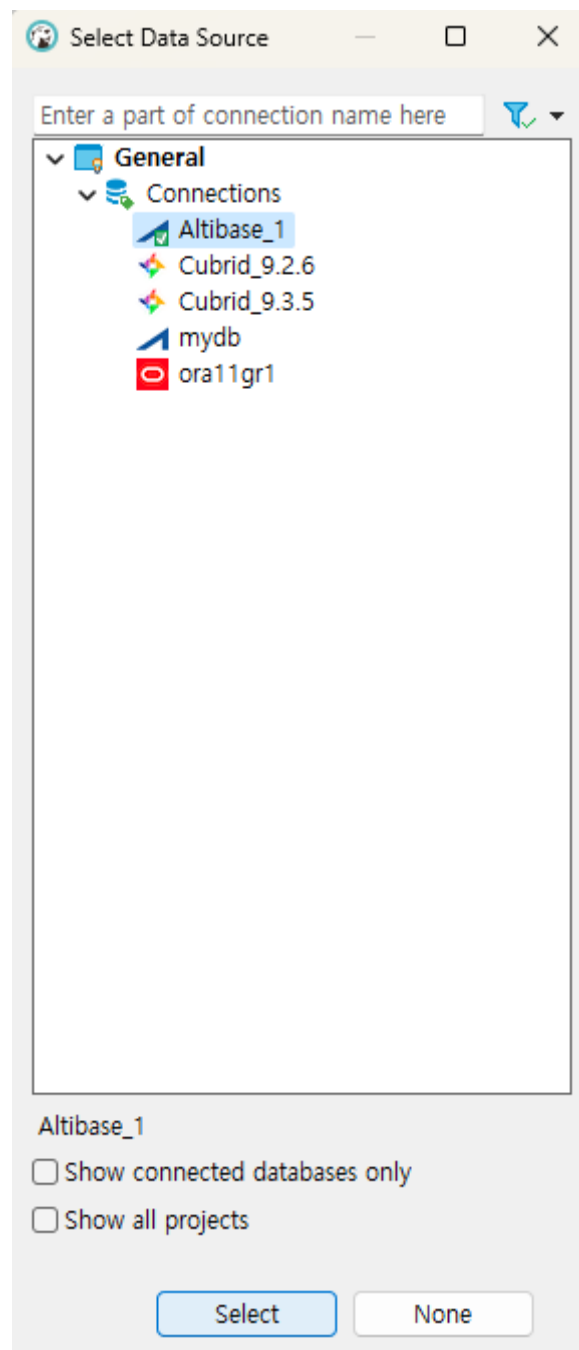 Select Data Source
Enter a part of connection name here
General
Connections
Altibase_1
Cubrid_9.2.6
Cubrid_9.3.5
mydb
ora11gr1
Altibase_1
Show connected databases only
Show all projects
Select None